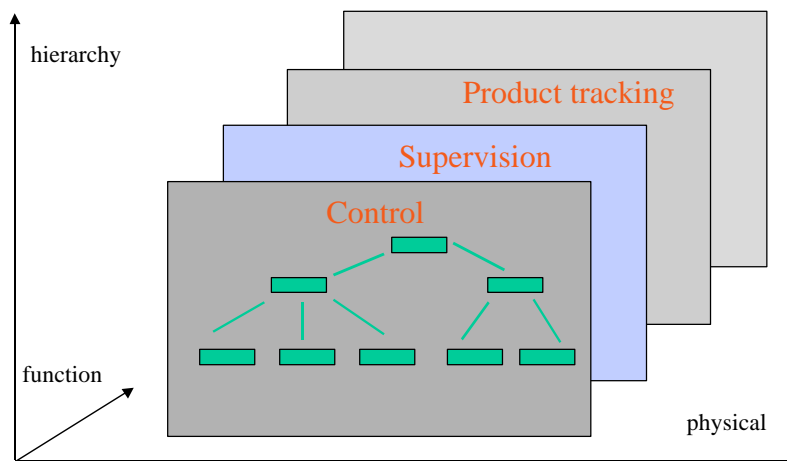 hierarchy
Product tracking
Supervision
Control
function
physical